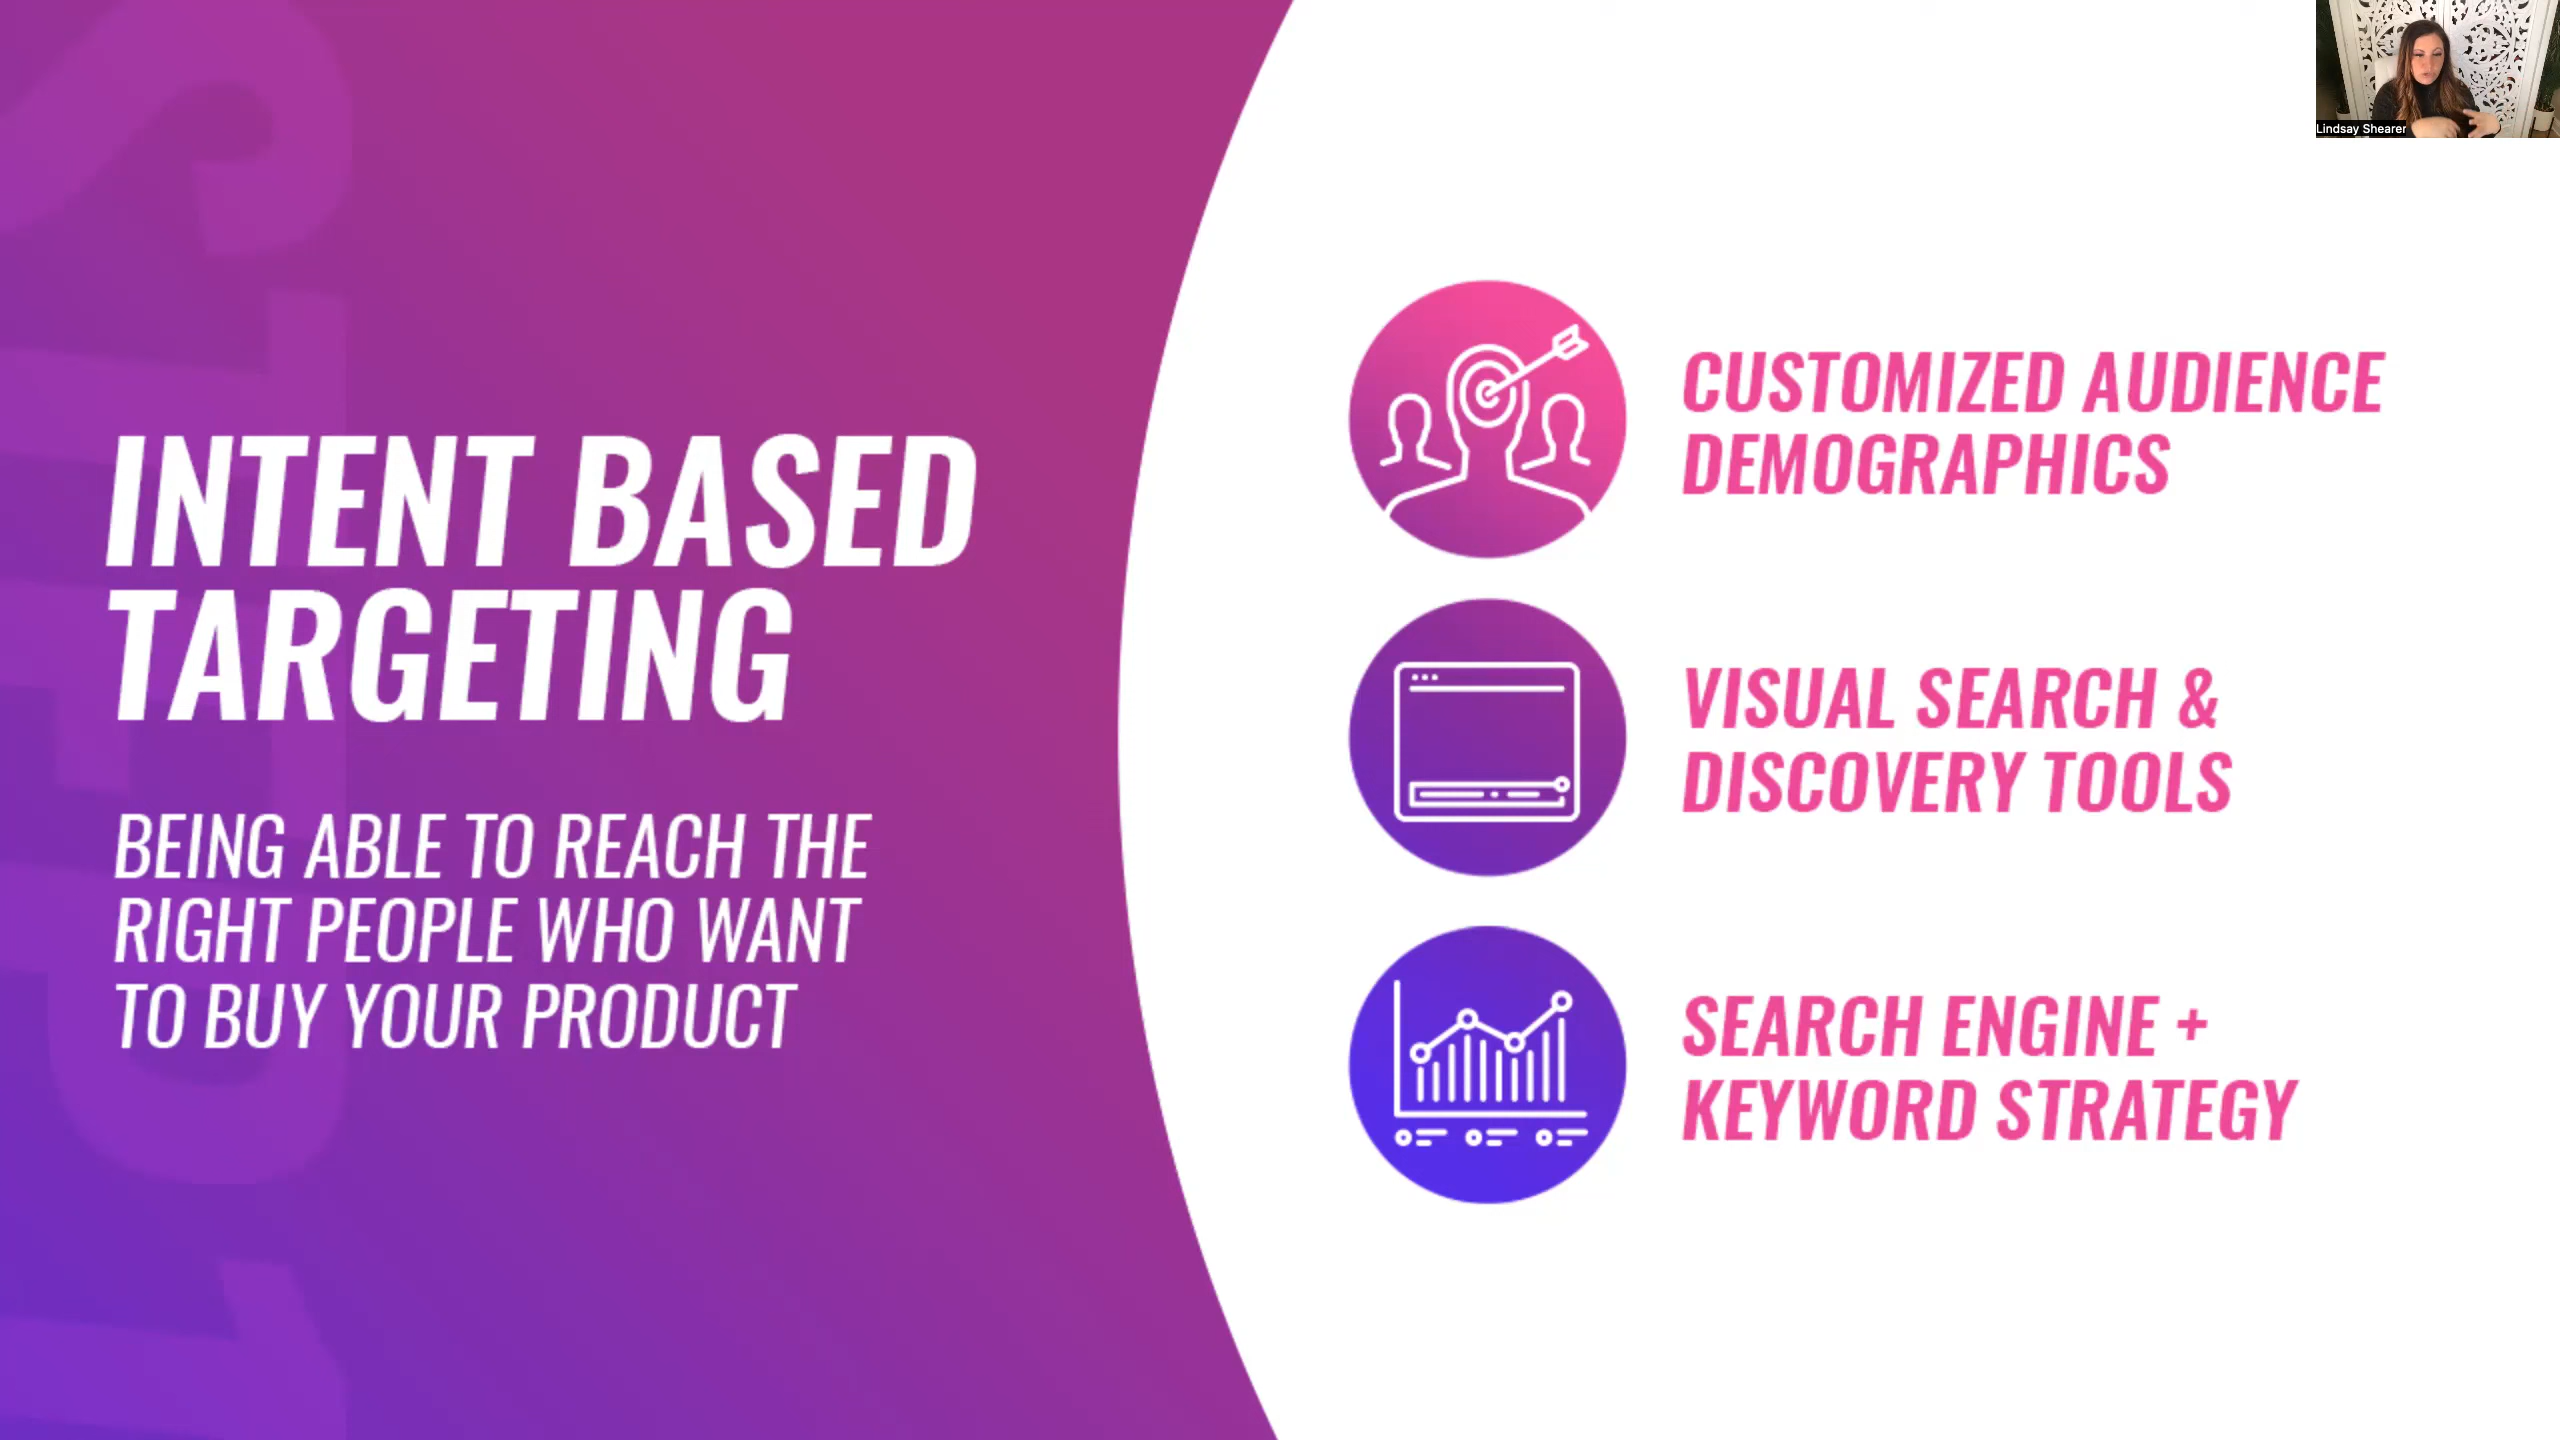 Lindsay Shearer
INTENT BASED
TARGETING
BEING ABLE TO REACH THE
RIGHT PEOPLE WHO WANT
TO BUY YOUR PRODUCT
CUSTOMIZED AUDIENCE
DEMOGRAPHICS
VISUAL SEARCH &
DISCOVERY TOOLS
SEARCH ENGINE +
KEYWORD STRATEGY